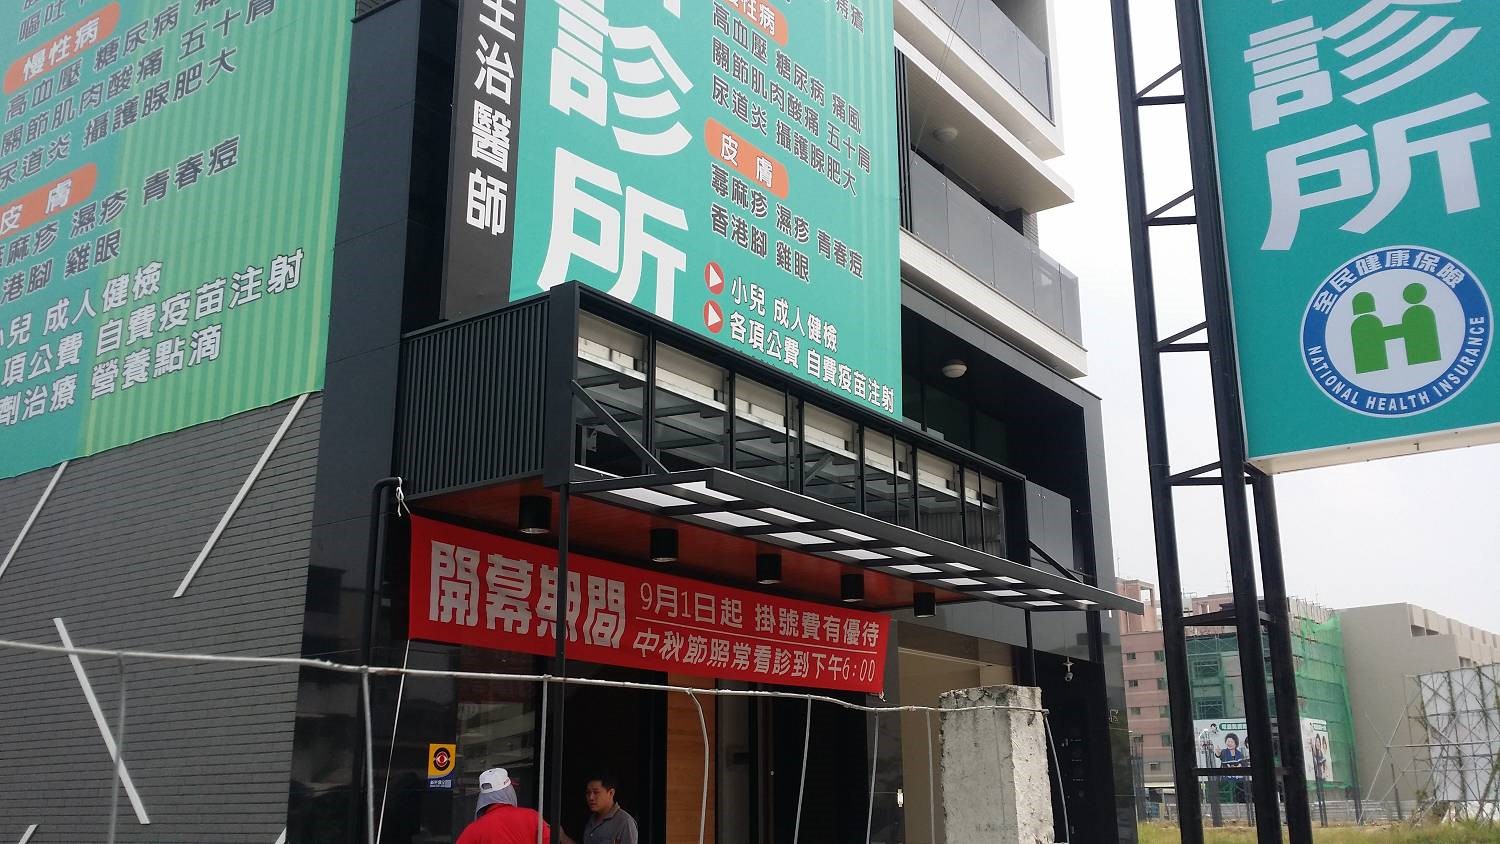 嘔吐
慢性病
高血壓 糖尿病 痛
關節肌肉酸痛 五十肩
尿道炎 攝護腺肥大
皮膚
蕁麻疹 濕疹 青春痘
港腳 雞眼
小兒 成人健檢
項公費 自費疫苗注射
劑治療 營養點滴
主治醫師
診所
慢性病
高血壓 糖尿病 痛風
關節肌肉酸痛 五十肩
尿道炎 攝護腺肥大
皮膚
蕁麻疹 濕疹 青春痘
香港腳 雞眼
小兒 成人健檢
各項公費 自費疫苗注射
診所
全民健康保險
NATIONAL HEALTH INSURANCE
開幕期間
9月1日起 掛號費有優待
中秋節照常看診到下午6:00